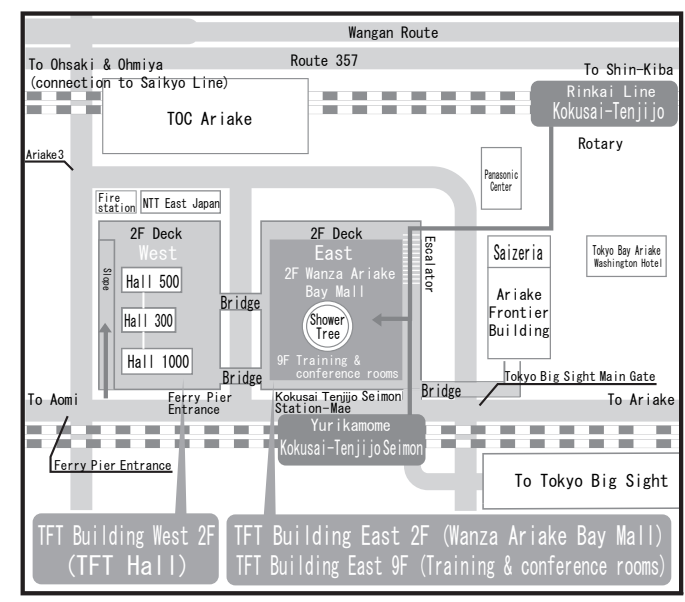 Wangan Route
Route 357
To Ohsaki & Ohmiya
(connection to Saikyo Line)
To Shin-Kiba
Rinkai Line
Kokusai-Tenjijo
TOC Ariake
Rotary
Ariake3
Panasonic
Center
Fire
station
NTT East Japan
2F Deck
West
2F Deck
East
2F Wanza Ariake
Bay Mall
Escalator
Saizeria
Tokyo Bay Ariake
Washington Hotel
Slope
Hall 500
Hall 300
Hall 1000
Bridge
Shower
Tree
Ariake
Frontier
Building
9F Training &
conference rooms
Bridge
Bridge
Tokyo Big Sight Main Gate
To Aomi
Ferry Pier
Entrance
Kokusai Tenjijo Seimon
Station-Mae
To Ariake
Yurikamome
Kokusai-Tenjijo Seimon
Ferry Pier Entrance
To Tokyo Big Sight
TFT Building West 2F
(TFT Hall)
TFT Building East 2F (Wanza Ariake Bay Mall)
TFT Building East 9F (Training & conference rooms)